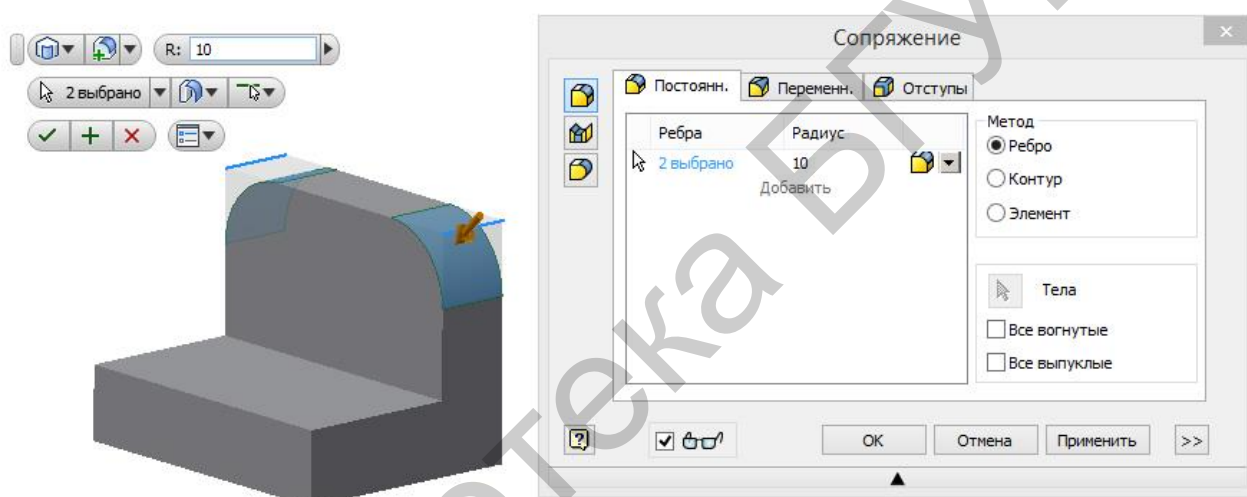 R: 10
2 выбрано
Сопряжение
Постоянн. Переменн. Отступы
Ребра Радиус
2 выбрано 10
Добавить
Метод
Ребро
Контур
Элемент
Тела
Все вогнутые
Все выпуклые
ОК Отмена Применить >>